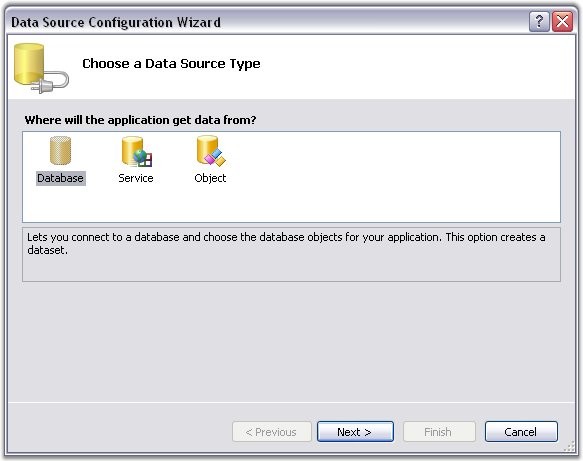 Data Source Configuration Wizard
?
Choose a Data Source Type
Where will the application get data from?
Database Service Object
Lets you connect to a database and choose the database objects for your application. This option creates a
dataset.
< Previous Next > Finish Cancel